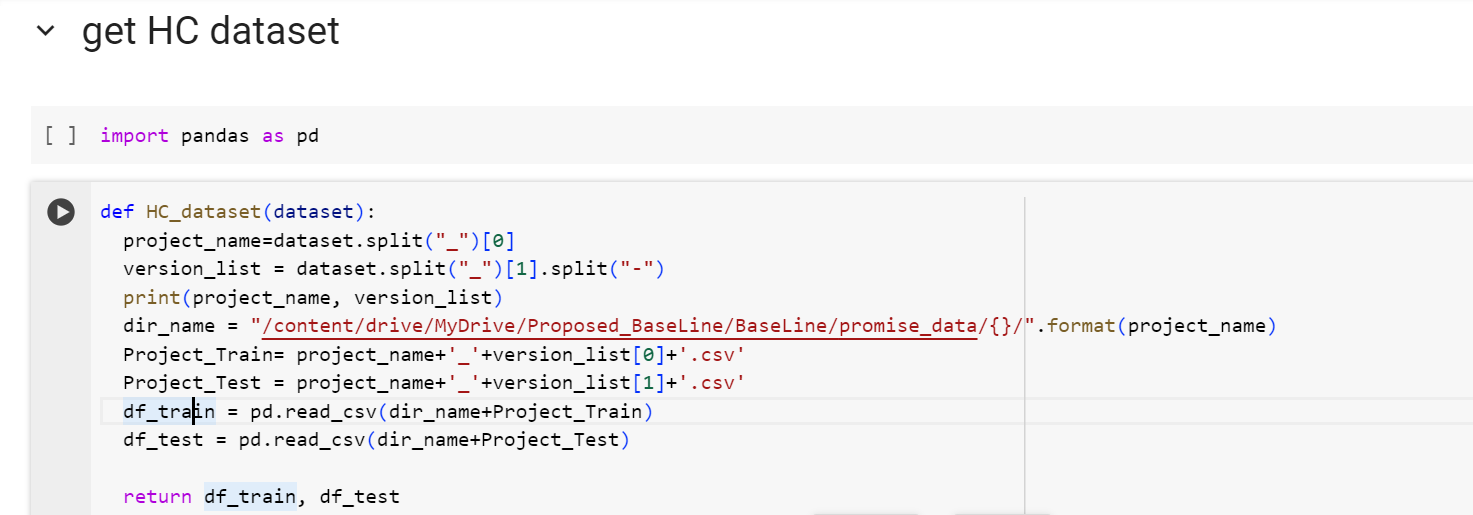 get HC dataset
[ ] import pandas as pd
def HC_dataset(dataset):
project_name=dataset.split("_")[0]
version_list = dataset.split("_")[1].split("-")
print(project_name, version_list)
dir_name = "/content/drive/MyDrive/Proposed_BaseLine/BaseLine/promise_data/{}/".format(project_name)
Project_Train= project_name+'_'+version_list[0]+'.csv'
Project_Test = project_name+'_'+version_list[1]+'.csv'
df_train = pd.read_csv(dir_name+Project_Train)
df_test = pd.read_csv(dir_name+Project_Test)
return df_train, df_test